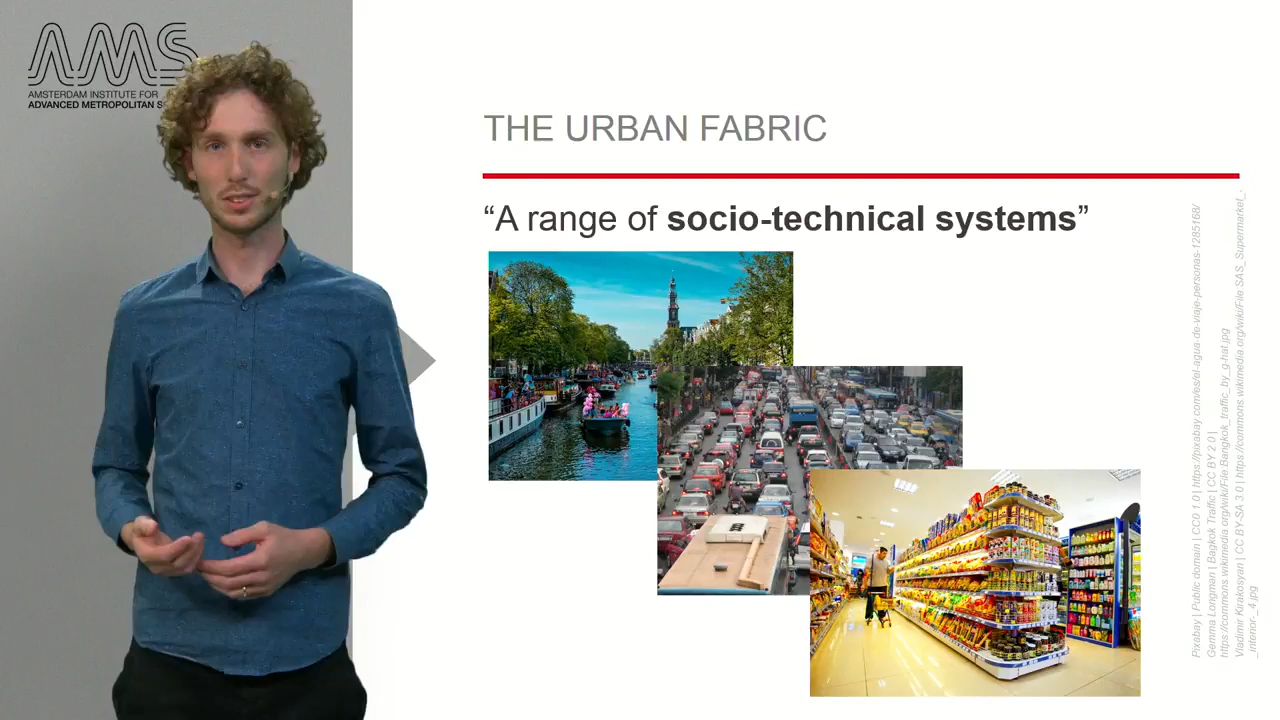 AMS
AMSTERDAM INSTITUTE FOR
ADVANCED METROPOLITAN S
THE URBAN FABRIC
“A range of socio-technical systems”
Pixabay | Public domain | CC0 1.0 | https://pixabay.com/es/el-agua-de-viaje-personas-1285168/
Gemma Longman | Bagkok Traffic | CC BY 2.0 |
https://commons.wikimedia.org/wiki/File:Bangkok_traffic_by_g-hat.jpg
Vladimir Kirakosyan | CC BY-SA 3.0 | https://commons.wikimedia.org/wiki/File:SAS_Supermarket_-
_interior-_4.jpg